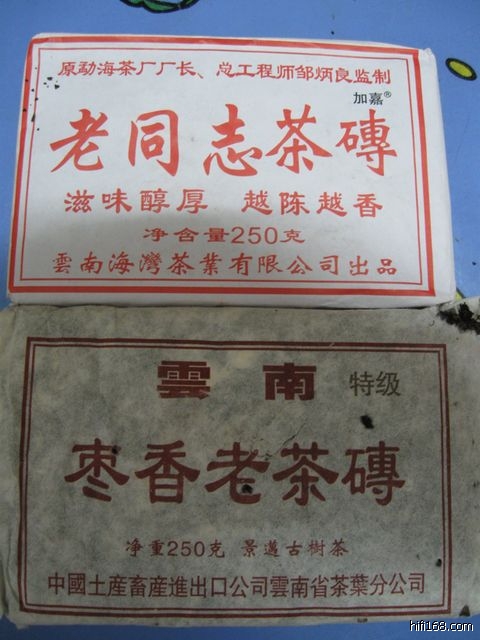 原勐海茶厂厂长、总工程师邹炳良监制
加嘉®
老同志茶磚
滋味醇厚 越陈越香
净含量250克
雲南海灣茶業有限公司出品
雲南 特级
枣香老茶磚
净重250克 景邁古樹茶
中國土産畜産進出口公司雲南省茶葉分公司
hifi168.com